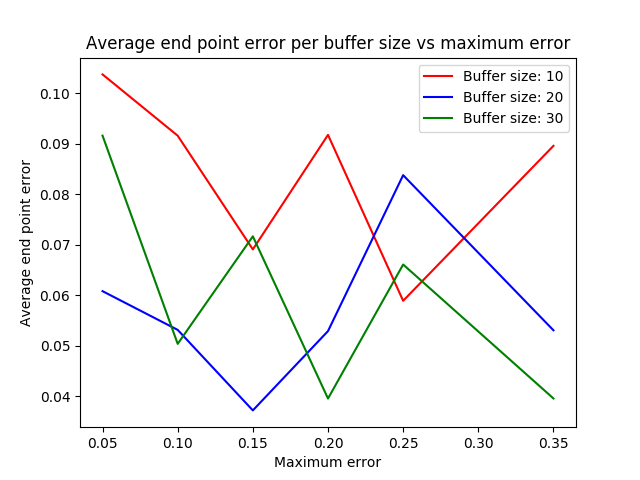 Average end point error per buffer size vs maximum error
Buffer size: 10
Buffer size: 20
Buffer size: 30
0.10
0.09
0.08
0.07
0.06
0.05
0.04
Average end point error
0.05 0.10 0.15 0.20 0.25 0.30 0.35
Maximum error